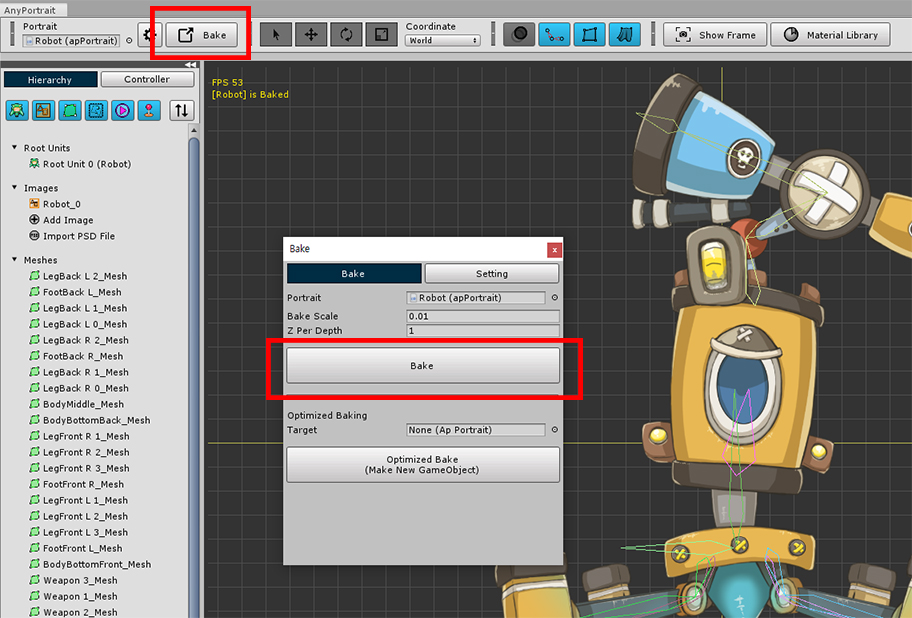 AnyPortrait
Portrait
Robot (apPortrait)
Bake
Coordinate
World
Show Frame
Material Library
Hierarchy
Controller
FPS 53
[Robot] is Baked
Root Units
Root Unit 0 (Robot)
Images
Robot_0
Add Image
Import PSD File
Meshes
LegBack L 2_Mesh
FootBack L_Mesh
LegBack L 1_Mesh
LegBack L 0_Mesh
LegBack R 2_Mesh
FootBack R_Mesh
LegBack R 1_Mesh
LegBack R 0_Mesh
BodyMiddle_Mesh
BodyBottomBack_Mesh
LegFront R 1_Mesh
LegFront R 2_Mesh
LegFront R 3_Mesh
FootFront R_Mesh
LegFront L 1_Mesh
LegFront L 2_Mesh
LegFront L 3_Mesh
FootFront L_Mesh
BodyBottomFront_Mesh
Weapon 3_Mesh
Weapon 1_Mesh
Weapon 2_Mesh
Bake
x
Bake
Setting
Portrait
Robot (apPortrait)
Bake Scale
0.01
Z Per Depth
1
Bake
Optimized Baking
Target
None (Ap Portrait)
Optimized Bake
(Make New GameObject)